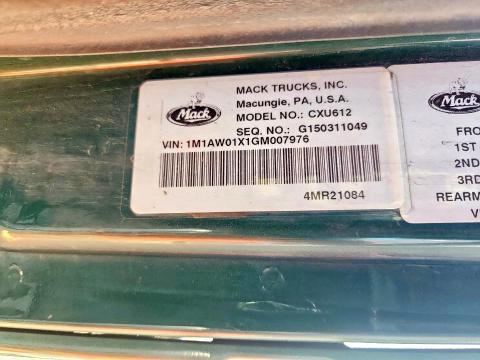 Mack
MACK TRUCKS, INC.
Macungie, PA, U.S.A.
MODEL NO.: CXU612
SEQ. NO.: G150311049
VIN: 1M1AW01X1GM007976
4MR21084
Mack
FRO
1ST
2ND
3RD
REARM
V